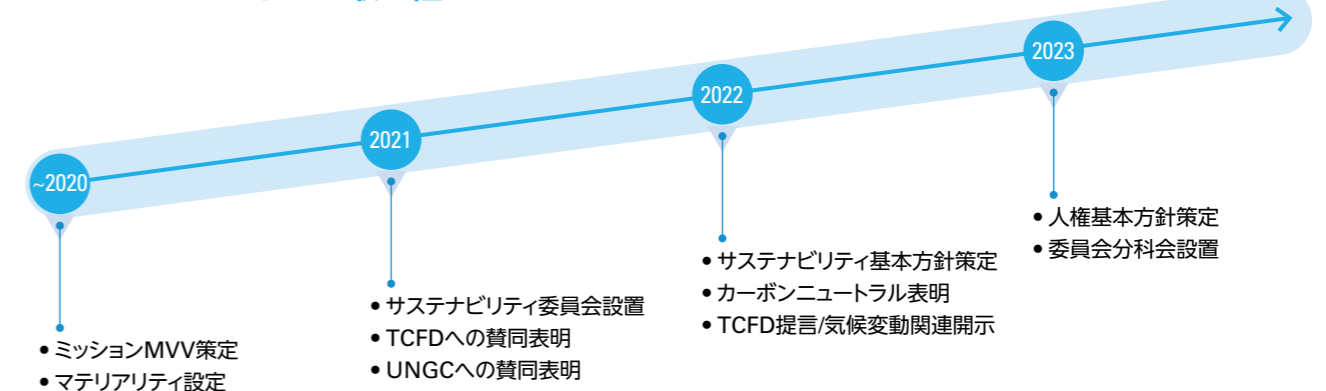 ~2020
ミッションMVV策定
マテリアリティ設定
2021
サステナビリティ委員会設置
TCFDへの賛同表明
UNGCへの賛同表明
2022
サステナビリティ基本方針策定
カーボンニュートラル表明
TCFD提言/気候変動関連開示
2023
人権基本方針策定
委員会分科会設置